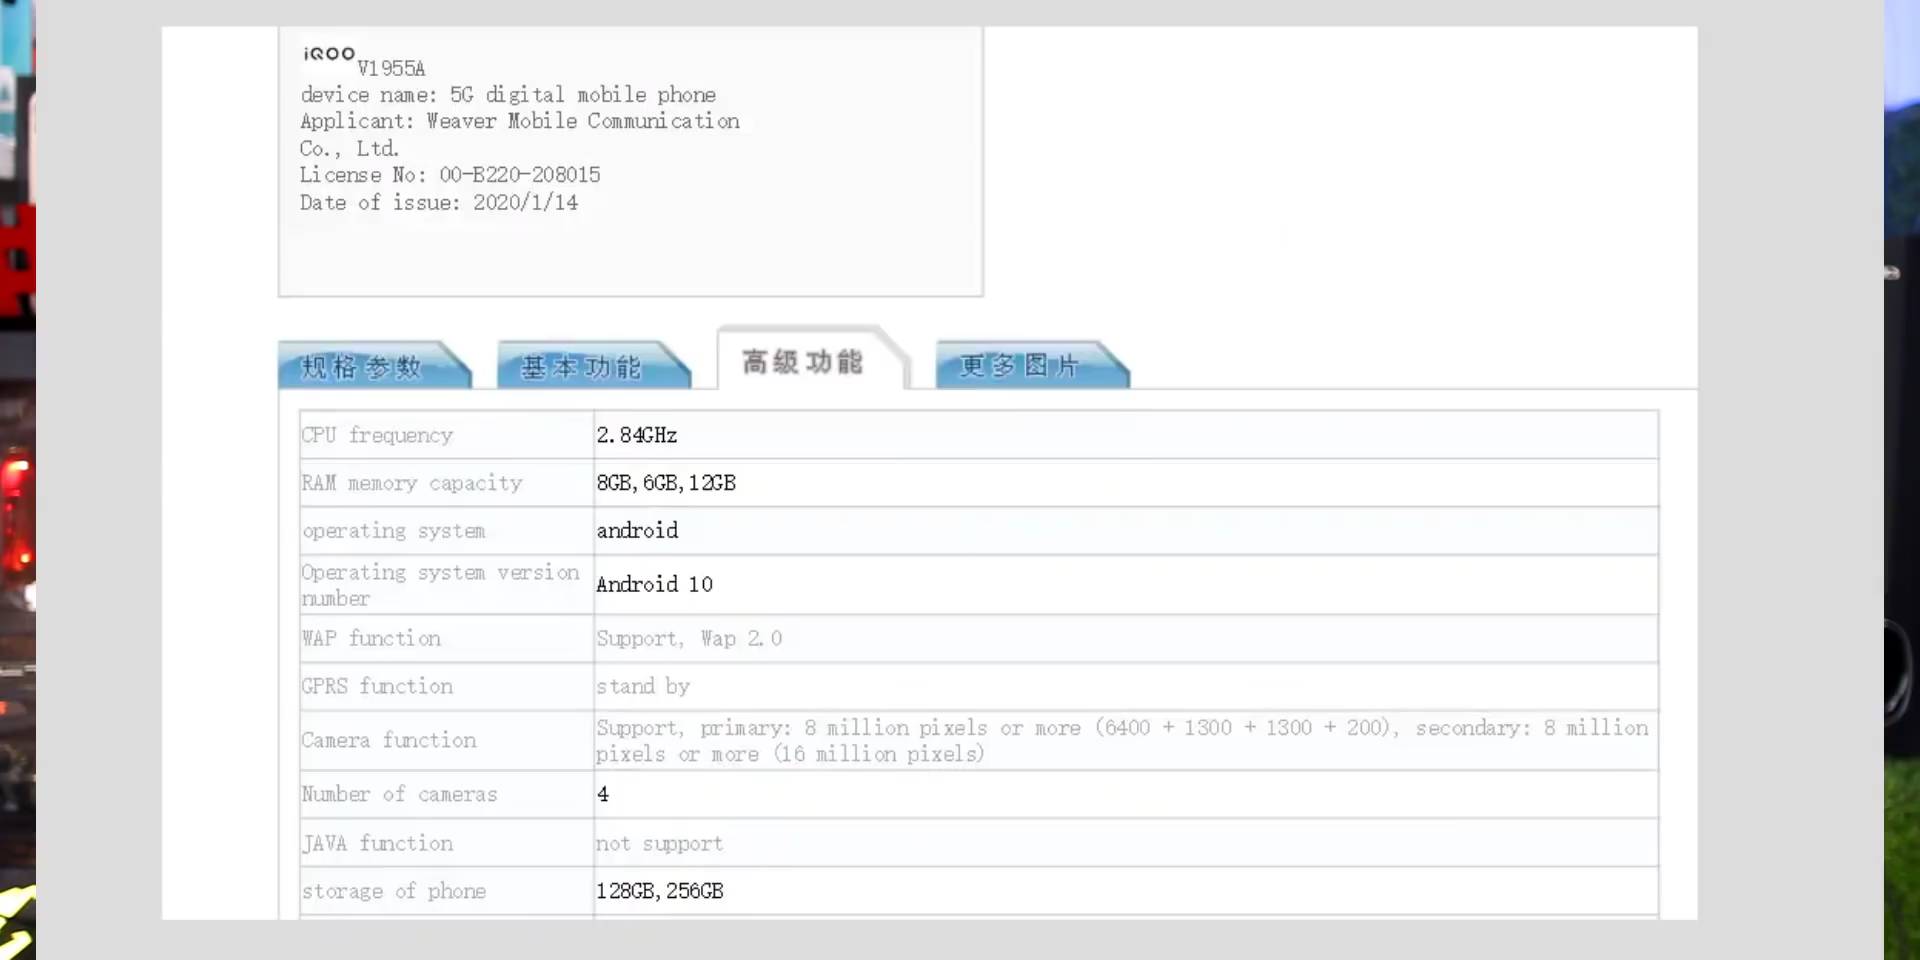 iQOO
V1955A
device name: 5G digital mobile phone
Applicant: Weaver Mobile Communication
Co., Ltd.
License No: 00-B220-208015
Date of issue: 2020/1/14
规格参数 基本功能 高级功能 更多图片
CPU frequency 2.84GHz
RAM memory capacity 8GB,6GB,12GB
operating system android
Operating system version
number
Android 10
WAP function Support, Wap 2.0
GPRS function stand by
Camera function
Support, primary: 8 million pixels or more (6400 + 1300 + 1300 + 200), secondary: 8 million
pixels or more (16 million pixels)
Number of cameras 4
JAVA function not support
storage of phone 128GB,256GB